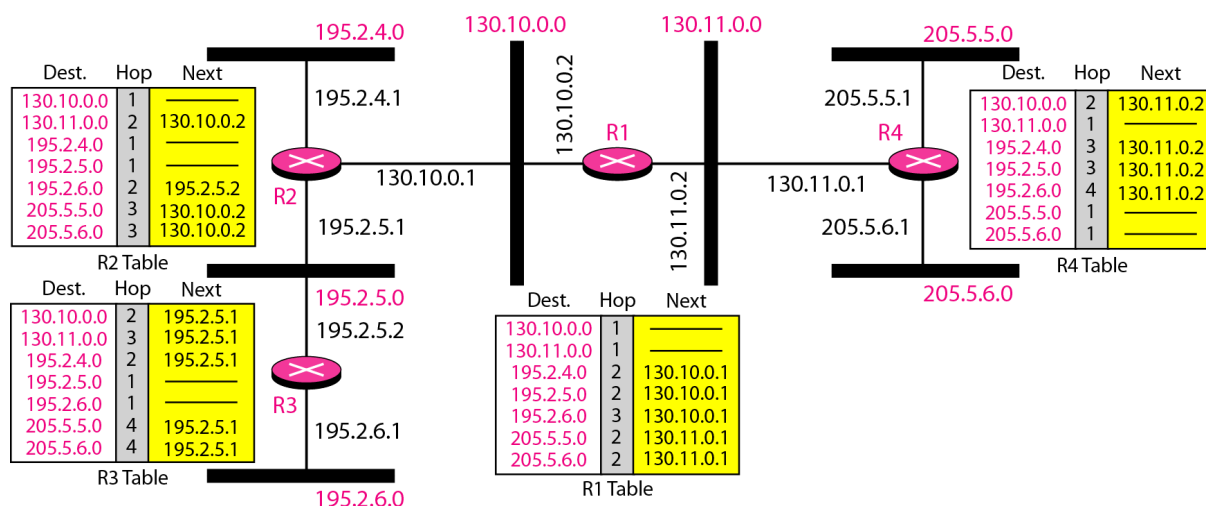 195.2.4.0
130.10.0.0
130.11.0.0
205.5.5.0
Dest. Hop Next
130.10.0.0 1
130.11.0.0 2 130.10.0.2
195.2.4.0 1
195.2.5.0 1
195.2.6.0 2 195.2.5.2
205.5.5.0 3 130.10.0.2
205.5.6.0 3 130.10.0.2
R2 Table
195.2.4.1
R2
130.10.0.1
195.2.5.1
130.10.0.2
R1
130.11.0.2
130.11.0.1
205.5.5.1
R4
205.5.6.1
Dest. Hop Next
130.10.0.0 2 130.11.0.2
130.11.0.0 1
195.2.4.0 3 130.11.0.2
195.2.5.0 3 130.11.0.2
195.2.6.0 4 130.11.0.2
205.5.5.0 1
205.5.6.0 1
R4 Table
195.2.5.0
205.5.6.0
Dest. Hop Next
130.10.0.0 2 195.2.5.1
130.11.0.0 3 195.2.5.1
195.2.4.0 2 195.2.5.1
195.2.5.0 1
195.2.6.0 1
205.5.5.0 4 195.2.5.1
205.5.6.0 4 195.2.5.1
R3 Table
195.2.5.2
R3
195.2.6.1
195.2.6.0
Dest. Hop Next
130.10.0.0 1
130.11.0.0 1
195.2.4.0 2 130.10.0.1
195.2.5.0 2 130.10.0.1
195.2.6.0 3 130.10.0.1
205.5.5.0 2 130.11.0.1
205.5.6.0 2 130.11.0.1
R1 Table